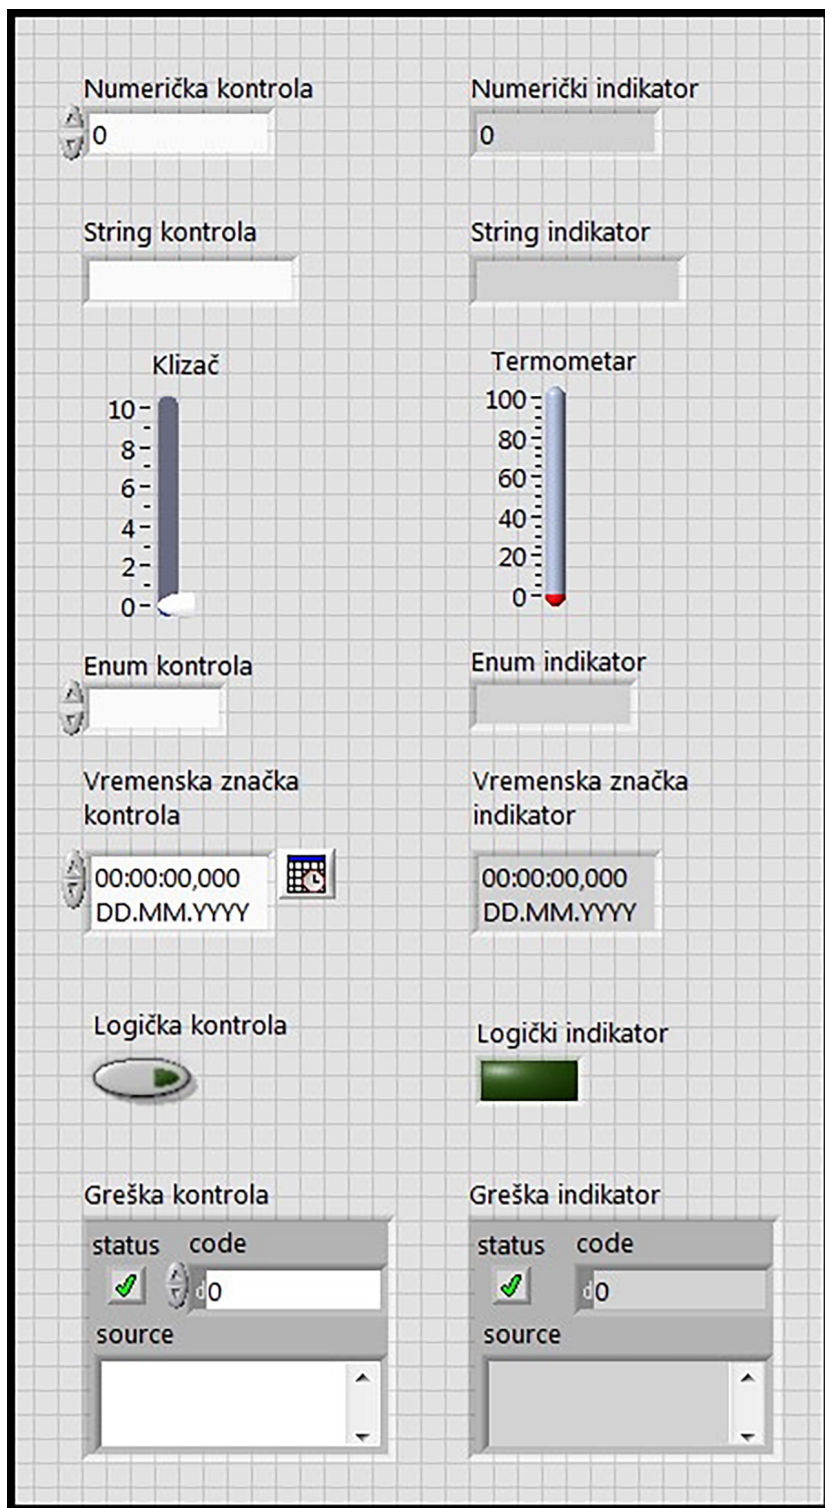 Numerička kontrola
Numerički indikator
0
0
String kontrola
String indikator
Klizač
Termometar
10
8
6
4
2
0
100
80
60
40
20
0
Enum kontrola
Enum indikator
Vremenska značka
kontrola
Vremenska značka
indikator
00:00:00,000
DD.MM.YYYY
00:00:00,000
DD.MM.YYYY
Logička kontrola
Logički indikator
Greška kontrola
Greška indikator
status code
status code
d0
d0
source
source